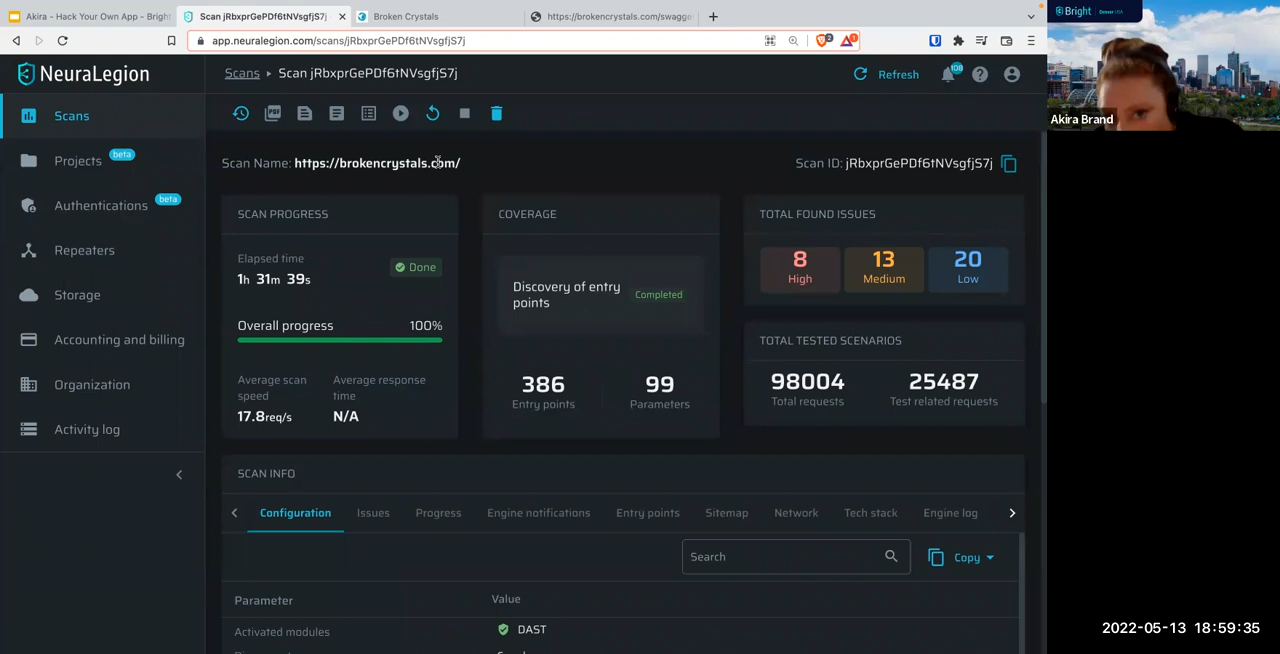 Akira - Hack Your Own App - Bright
Scan jRbxprGePDf6tNVsgfjS7j
Broken Crystals
https://brokencrystals.com/swagge
app.neuralegion.com/scans/jRbxprGePDf6tNVsgfjS7j
2
1
Bright
Denver USA
NeuraLegion
Scans
Scan jRbxprGePDf6tNVsgfjS7j
Refresh
108
Akira Brand
Scans
Projects
beta
Authentications
beta
Repeaters
Storage
Accounting and billing
Organization
Activity log
PDF
Scan Name: https://brokencrystals.com/
Scan ID: jRbxprGePDf6tNVsgfjS7j
SCAN PROGRESS
Elapsed time
1h 31m 39s
Done
Overall progress
100%
Average scan speed
17.8req/s
Average response time
N/A
COVERAGE
Discovery of entry points
Completed
386
Entry points
99
Parameters
TOTAL FOUND ISSUES
8
High
13
Medium
20
Low
TOTAL TESTED SCENARIOS
98004
Total requests
25487
Test related requests
SCAN INFO
Configuration
Issues
Progress
Engine notifications
Entry points
Sitemap
Network
Tech stack
Engine log
Search
Copy
Parameter
Value
Activated modules
DAST
2022-05-13 18:59:35